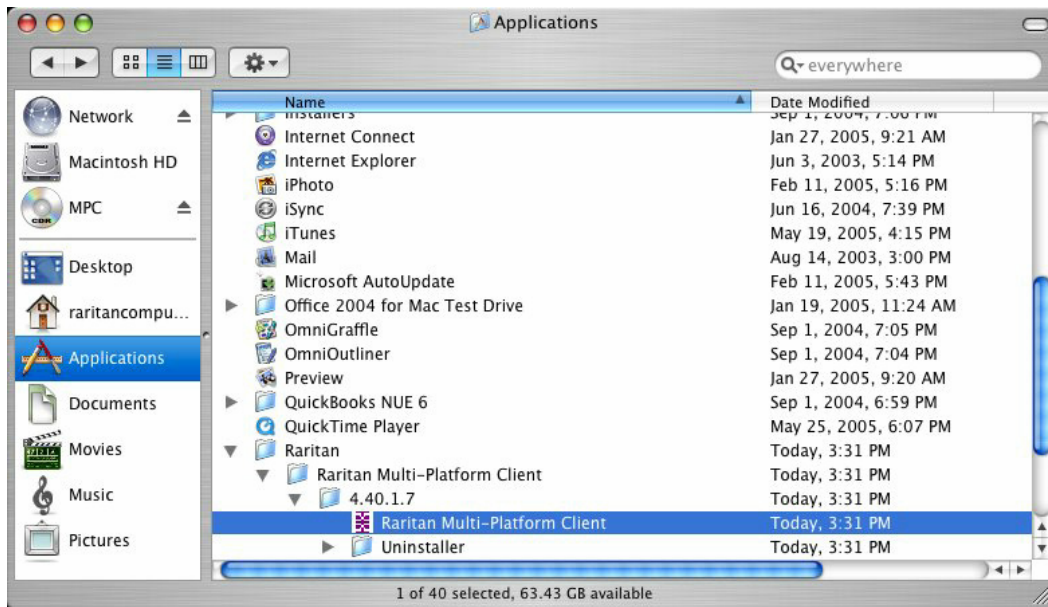 Applications
everywhere
Name Date Modified
Network
Macintosh HD
MPC
CDR
Desktop
raritancompu...
Applications
Documents
Movies
Music
Pictures
Installers Sep 1, 2004, 7:06 PM
Internet Connect Jan 27, 2005, 9:21 AM
Internet Explorer Jun 3, 2003, 5:14 PM
iPhoto Feb 11, 2005, 5:16 PM
iSync Jun 16, 2004, 7:39 PM
iTunes May 19, 2005, 4:15 PM
Mail Aug 14, 2003, 3:00 PM
Microsoft AutoUpdate Feb 11, 2005, 5:43 PM
Office 2004 for Mac Test Drive Jan 19, 2005, 11:24 AM
OmniGraffle Sep 1, 2004, 7:05 PM
OmniOutliner Sep 1, 2004, 7:04 PM
Preview Jan 27, 2005, 9:20 AM
QuickBooks NUE 6 Sep 1, 2004, 6:59 PM
QuickTime Player May 25, 2005, 6:07 PM
Raritan Today, 3:31 PM
Raritan Multi-Platform Client Today, 3:31 PM
4.40.1.7 Today, 3:31 PM
Raritan Multi-Platform Client Today, 3:31 PM
Uninstaller Today, 3:31 PM
1 of 40 selected, 63.43 GB available